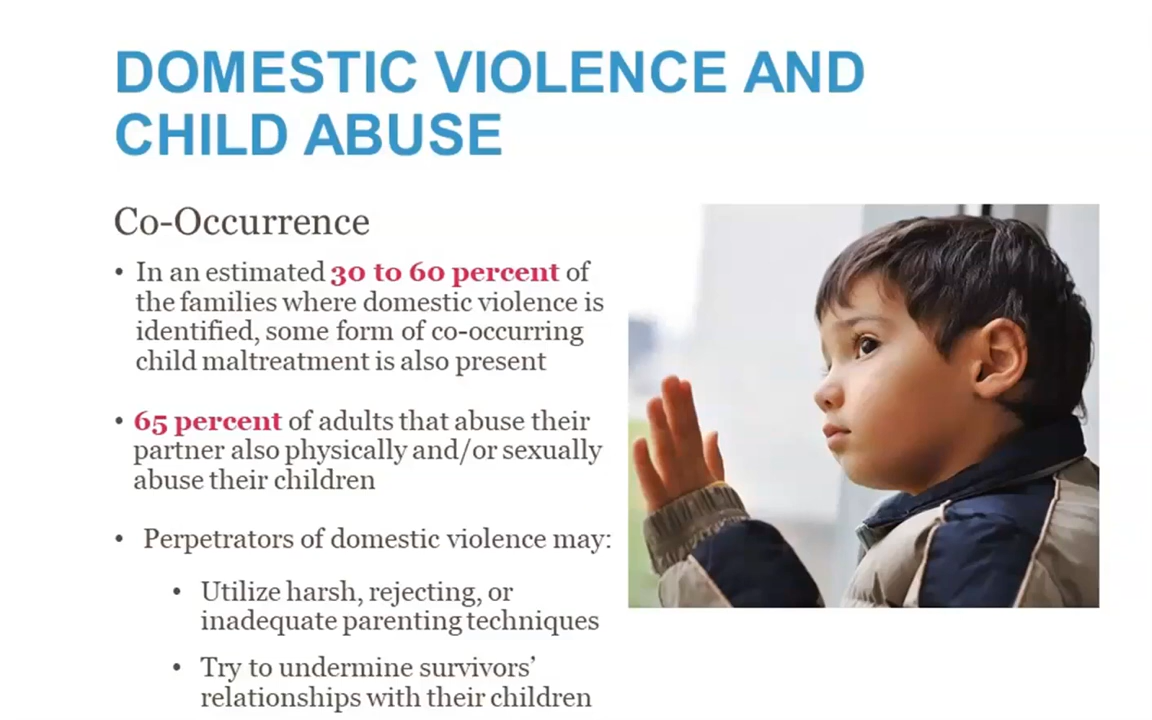 DOMESTIC VIOLENCE AND
CHILD ABUSE
Co-Occurrence
• In an estimated 30 to 60 percent of
the families where domestic violence is
identified, some form of co-occurring
child maltreatment is also present
• 65 percent of adults that abuse their
partner also physically and/or sexually
abuse their children
• Perpetrators of domestic violence may:
• Utilize harsh, rejecting, or
inadequate parenting techniques
• Try to undermine survivors’
relationships with their children